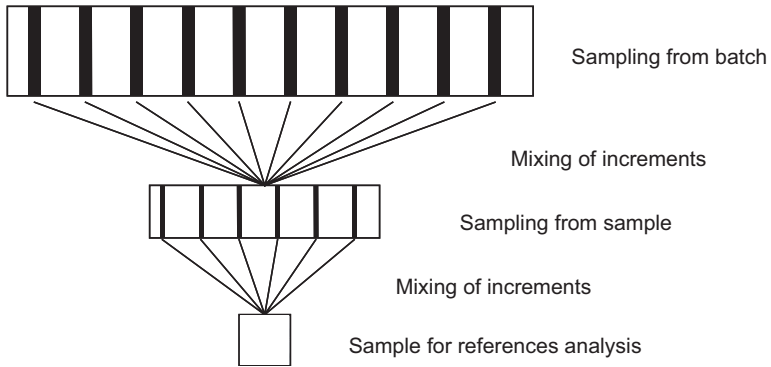 Sampling from batch
Mixing of increments
Sampling from sample
Mixing of increments
Sample for references analysis